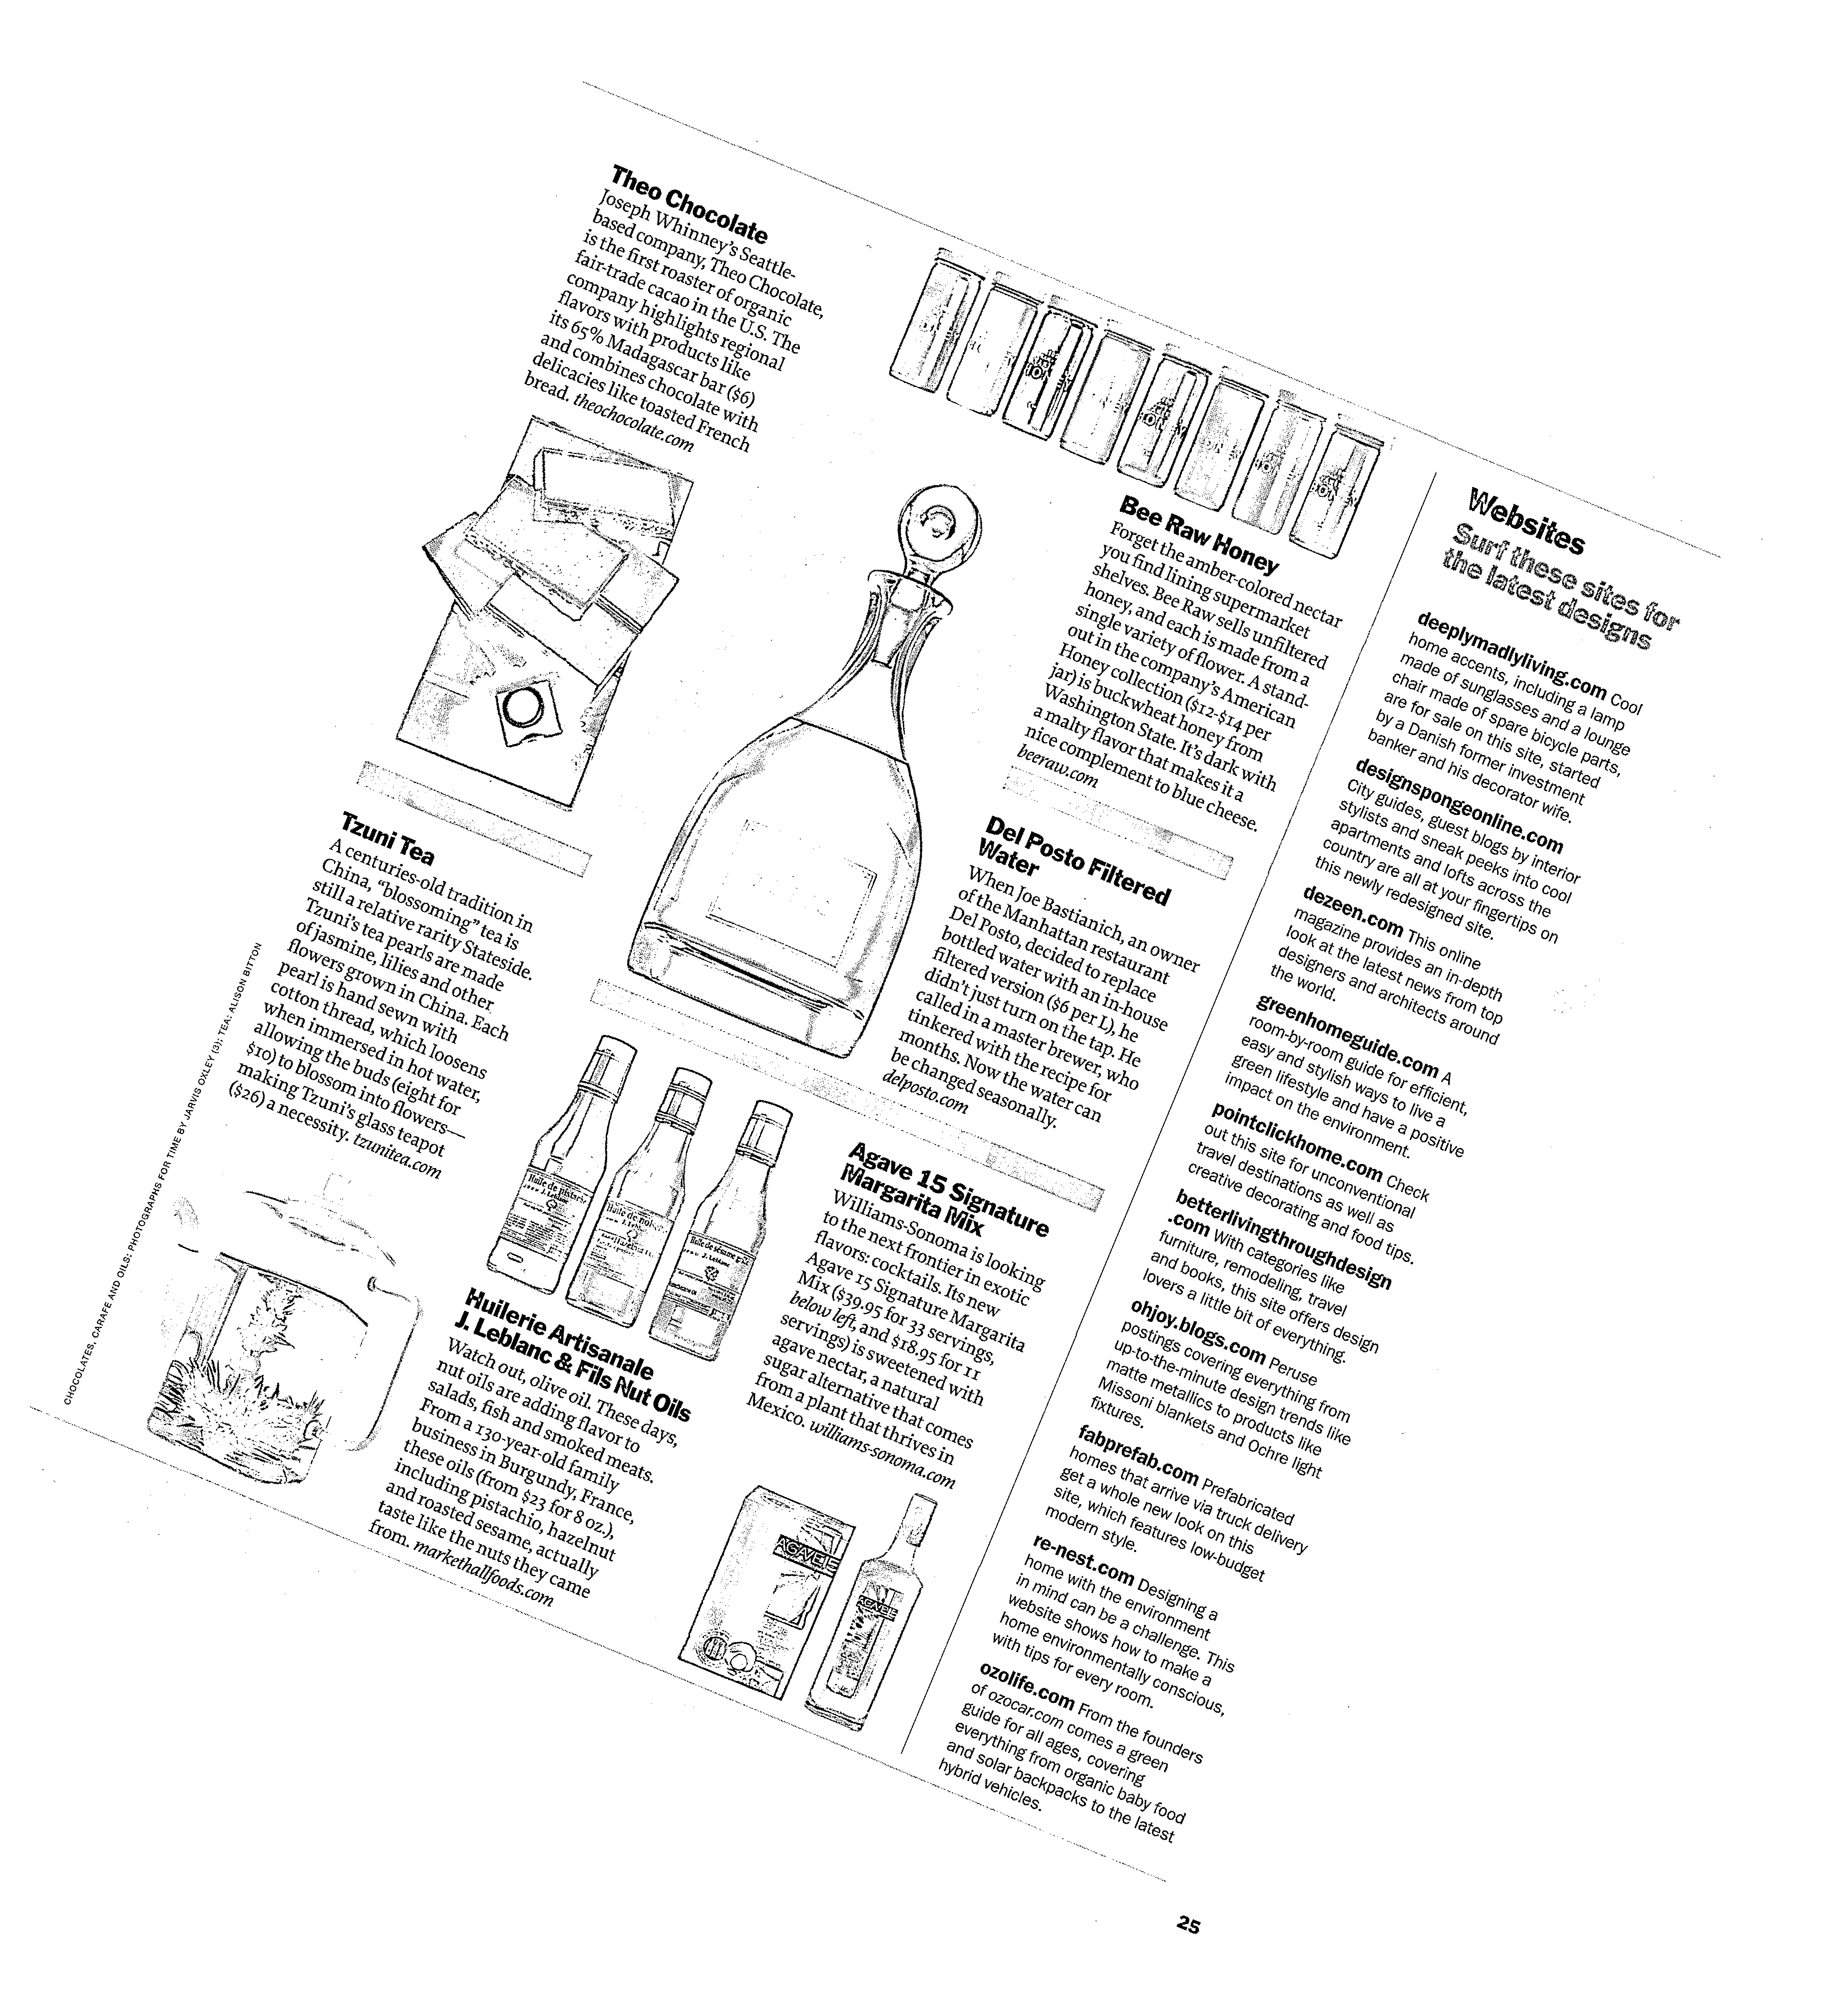 Theo Chocolate
Joseph Whinney's Seattle-
based company, Theo Chocolate,
is the first roaster of organic
fair-trade cacao in the U.S. The
company highlights regional
flavors with products like
its 65% Madagascar bar ($6)
and combines chocolate with
delicacies like toasted French
bread. theochocolate.com
Tzuni Tea
A centuries-old tradition in
China, "blossoming" tea is
still a relative rarity Stateside.
Tzuni's tea pearls are made
of jasmine, lilies and other
flowers grown in China. Each
pearl is hand sewn with
cotton thread, which loosens
when immersed in hot water,
allowing the buds (eight for
$10) to blossom into flowers—
making Tzuni's glass teapot
($26) a necessity. tzunitea.com
CHOCOLATES, CARAFE AND OILS: PHOTOGRAPHS FOR TIME BY JARVIS OXLEY (3); TEA: ALISON BITTON
Huile de pistache
J. Leblanc
Huile de noisette
Huile de sésame grillé
J. Leblanc
Huilerie Artisanale
J. Leblanc & Fils Nut Oils
Watch out, olive oil. These days,
nut oils are adding flavor to
salads, fish and smoked meats.
From a 130-year-old family
business in Burgundy, France,
these oils (from $23 for 8 oz.),
including pistachio, hazelnut
and roasted sesame, actually
taste like the nuts they came
from. markethallfoods.com
Bee Raw Honey
Forget the amber-colored nectar
you find lining supermarket
shelves. Bee Raw sells unfiltered
honey, and each is made from a
single variety of flower. A stand-
out in the company's American
Honey collection ($12-$14 per
jar) is buckwheat honey from
Washington State. It's dark with
a malty flavor that makes it a
nice complement to blue cheese.
beeraw.com
Del Posto Filtered
Water
When Joe Bastianich, an owner
of the Manhattan restaurant
Del Posto, decided to replace
bottled water with an in-house
filtered version ($6 per L), he
didn't just turn on the tap. He
called in a master brewer, who
tinkered with the recipe for
months. Now the water can
be changed seasonally.
delposto.com
Agave 15 Signature
Margarita Mix
Williams-Sonoma is looking
to the next frontier in exotic
flavors: cocktails. Its new
Agave 15 Signature Margarita
Mix ($39.95 for 33 servings,
below left, and $18.95 for 11
servings) is sweetened with
agave nectar, a natural
sugar alternative that comes
from a plant that thrives in
Mexico. williams-sonoma.com
AGAVE 15
AGAVE 15
Websites
Surf these sites for
the latest designs
deeplymadlyliving.com Cool
home accents, including a lamp
made of sunglasses and a lounge
chair made of spare bicycle parts,
are for sale on this site, started
by a Danish former investment
banker and his decorator wife.
designspongeonline.com
City guides, guest blogs by interior
stylists and sneak peeks into cool
apartments and lofts across the
country are all at your fingertips on
this newly redesigned site.
dezeen.com This online
magazine provides an in-depth
look at the latest news from top
designers and architects around
the world.
greenhomeguide.com A
room-by-room guide for efficient,
easy and stylish ways to live a
green lifestyle and have a positive
impact on the environment.
pointclickhome.com Check
out this site for unconventional
travel destinations as well as
creative decorating and food tips.
betterlivingthroughdesign
.com With categories like
furniture, remodeling, travel
and books, this site offers design
lovers a little bit of everything.
ohjoy.blogs.com Peruse
postings covering everything from
up-to-the-minute design trends like
matte metallics to products like
Missoni blankets and Ochre light
fixtures.
fabprefab.com Prefabricated
homes that arrive via truck delivery
get a whole new look on this
site, which features low-budget
modern style.
re-nest.com Designing a
home with the environment
in mind can be a challenge. This
website shows how to make a
home environmentally conscious,
with tips for every room.
ozolife.com From the founders
of ozocar.com comes a green
guide for all ages, covering
everything from organic baby food
and solar backpacks to the latest
hybrid vehicles.
25